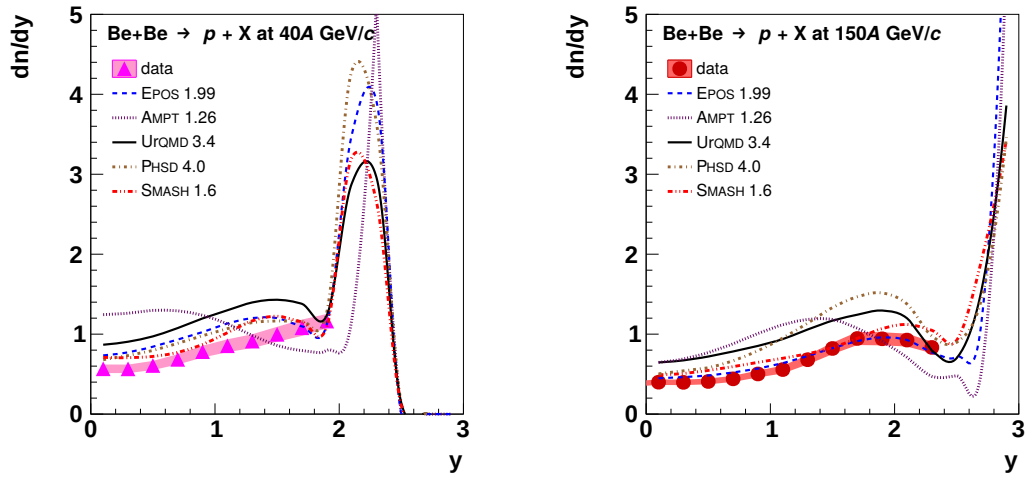 dn/dy
5
4
3
2
1
0
Be+Be → p + X at 40A GeV/c
data
EPOS 1.99
AMPT 1.26
UrQMD 3.4
PHSD 4.0
SMASH 1.6
0 1 2 3
y
dn/dy
5
4
3
2
1
0
Be+Be → p + X at 150A GeV/c
data
EPOS 1.99
AMPT 1.26
UrQMD 3.4
PHSD 4.0
SMASH 1.6
0 1 2 3
y